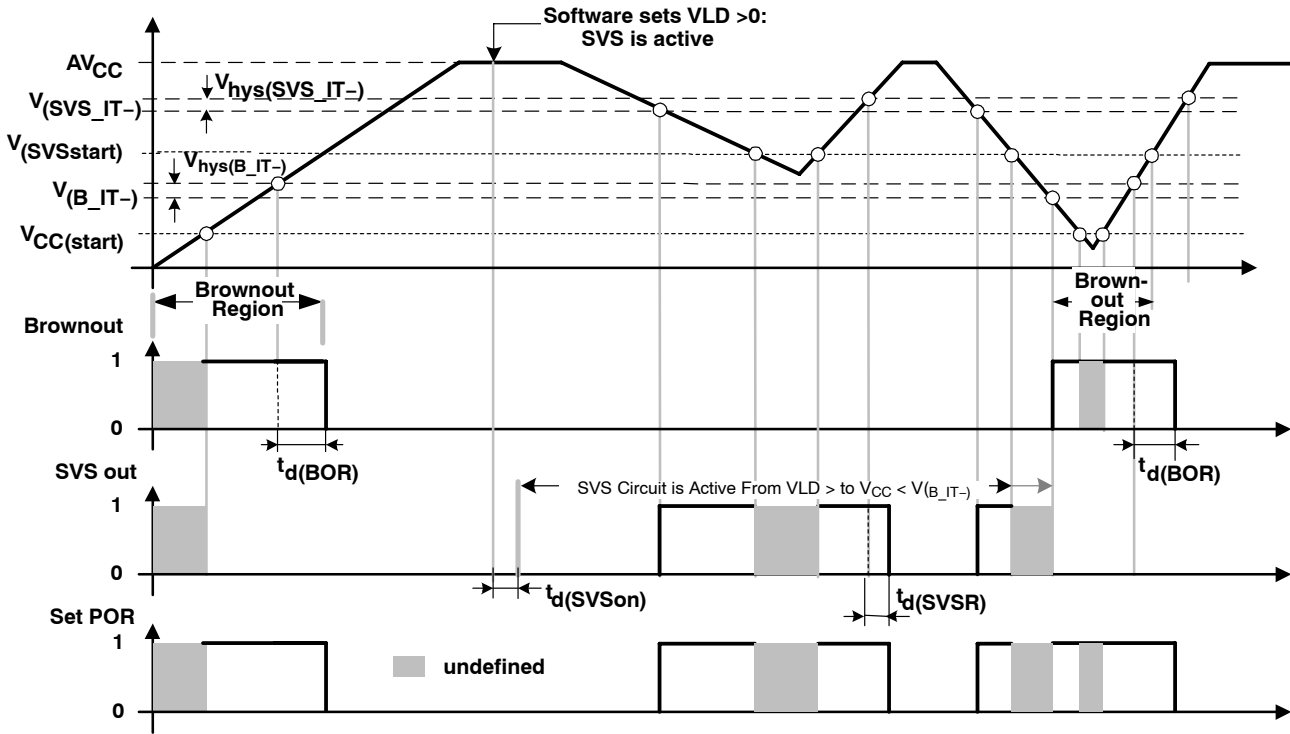 Software sets VLD >0:
SVS is active
AVCC
Vhys(SVS_IT−)
V(SVS_IT−)
V(SVSstart)
Vhys(B_IT−)
V(B_IT−)
VCC(start)
Brownout
Region
Brown-
out
Region
Brownout
1
0
td(BOR)
td(BOR)
SVS out
SVS Circuit is Active From VLD > to VCC < V(B_IT−)
1
0
td(SVSon)
td(SVSR)
Set POR
1
undefined
0